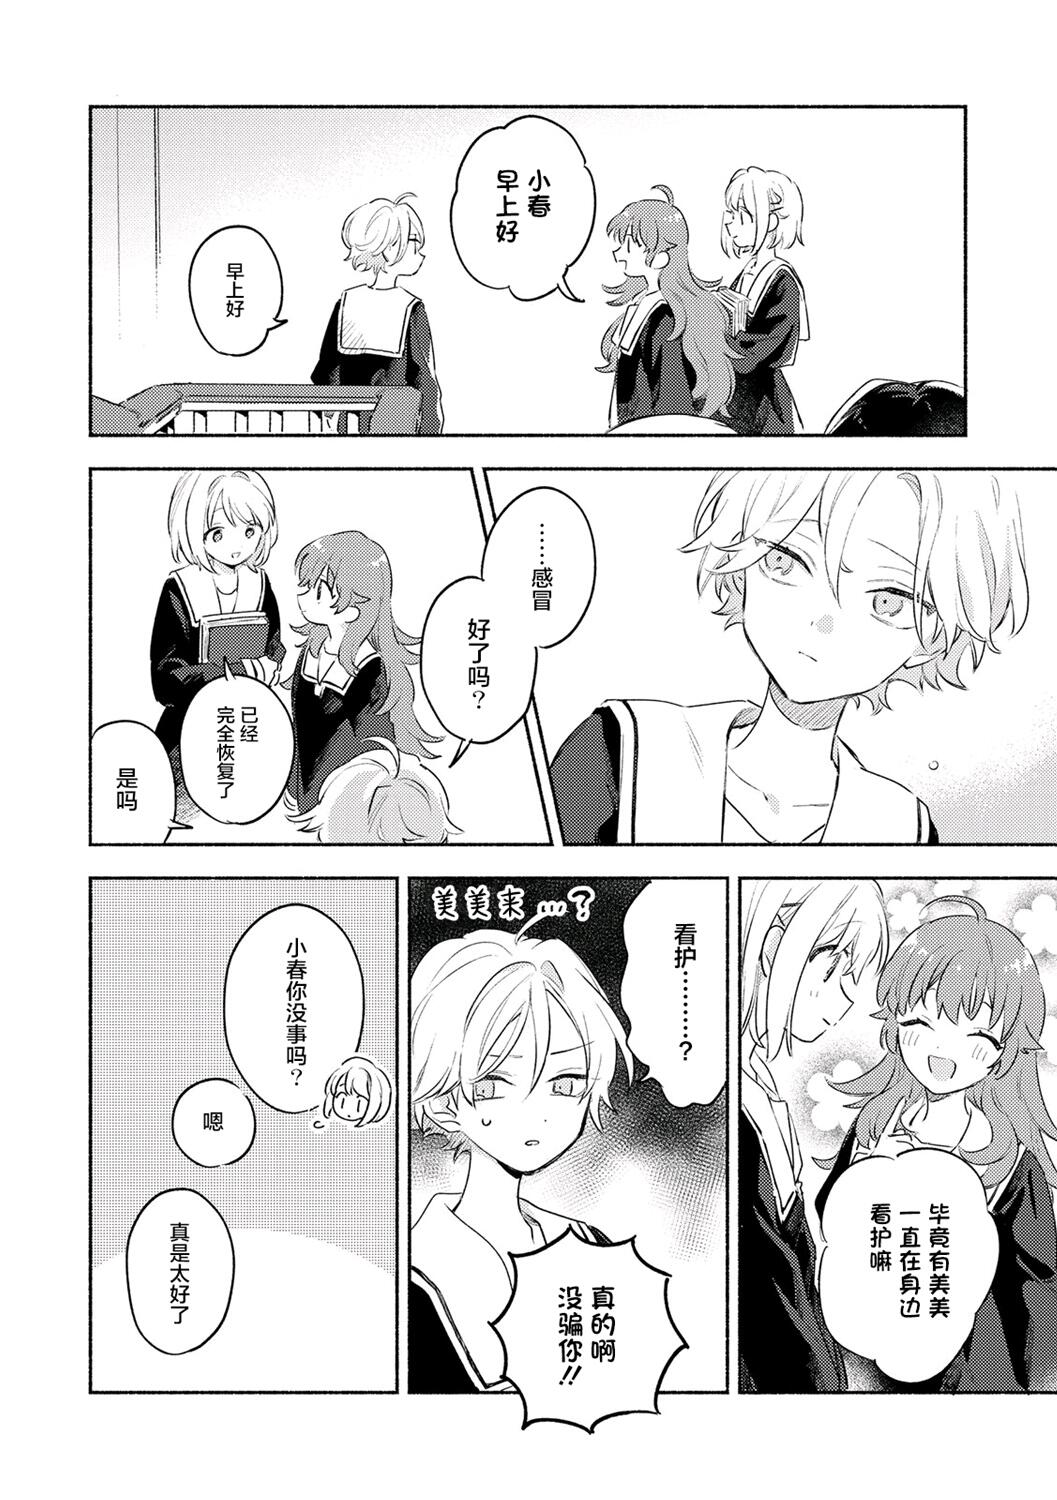 小春
早上好
早上好
……感冒
好了吗？
已经
完全恢复了
是吗
毕竟有美美
一直在身边
看护嘛
看护………？
美美来…？
真的啊
没骗你!!
小春你没事吗？
嗯
真是太好了